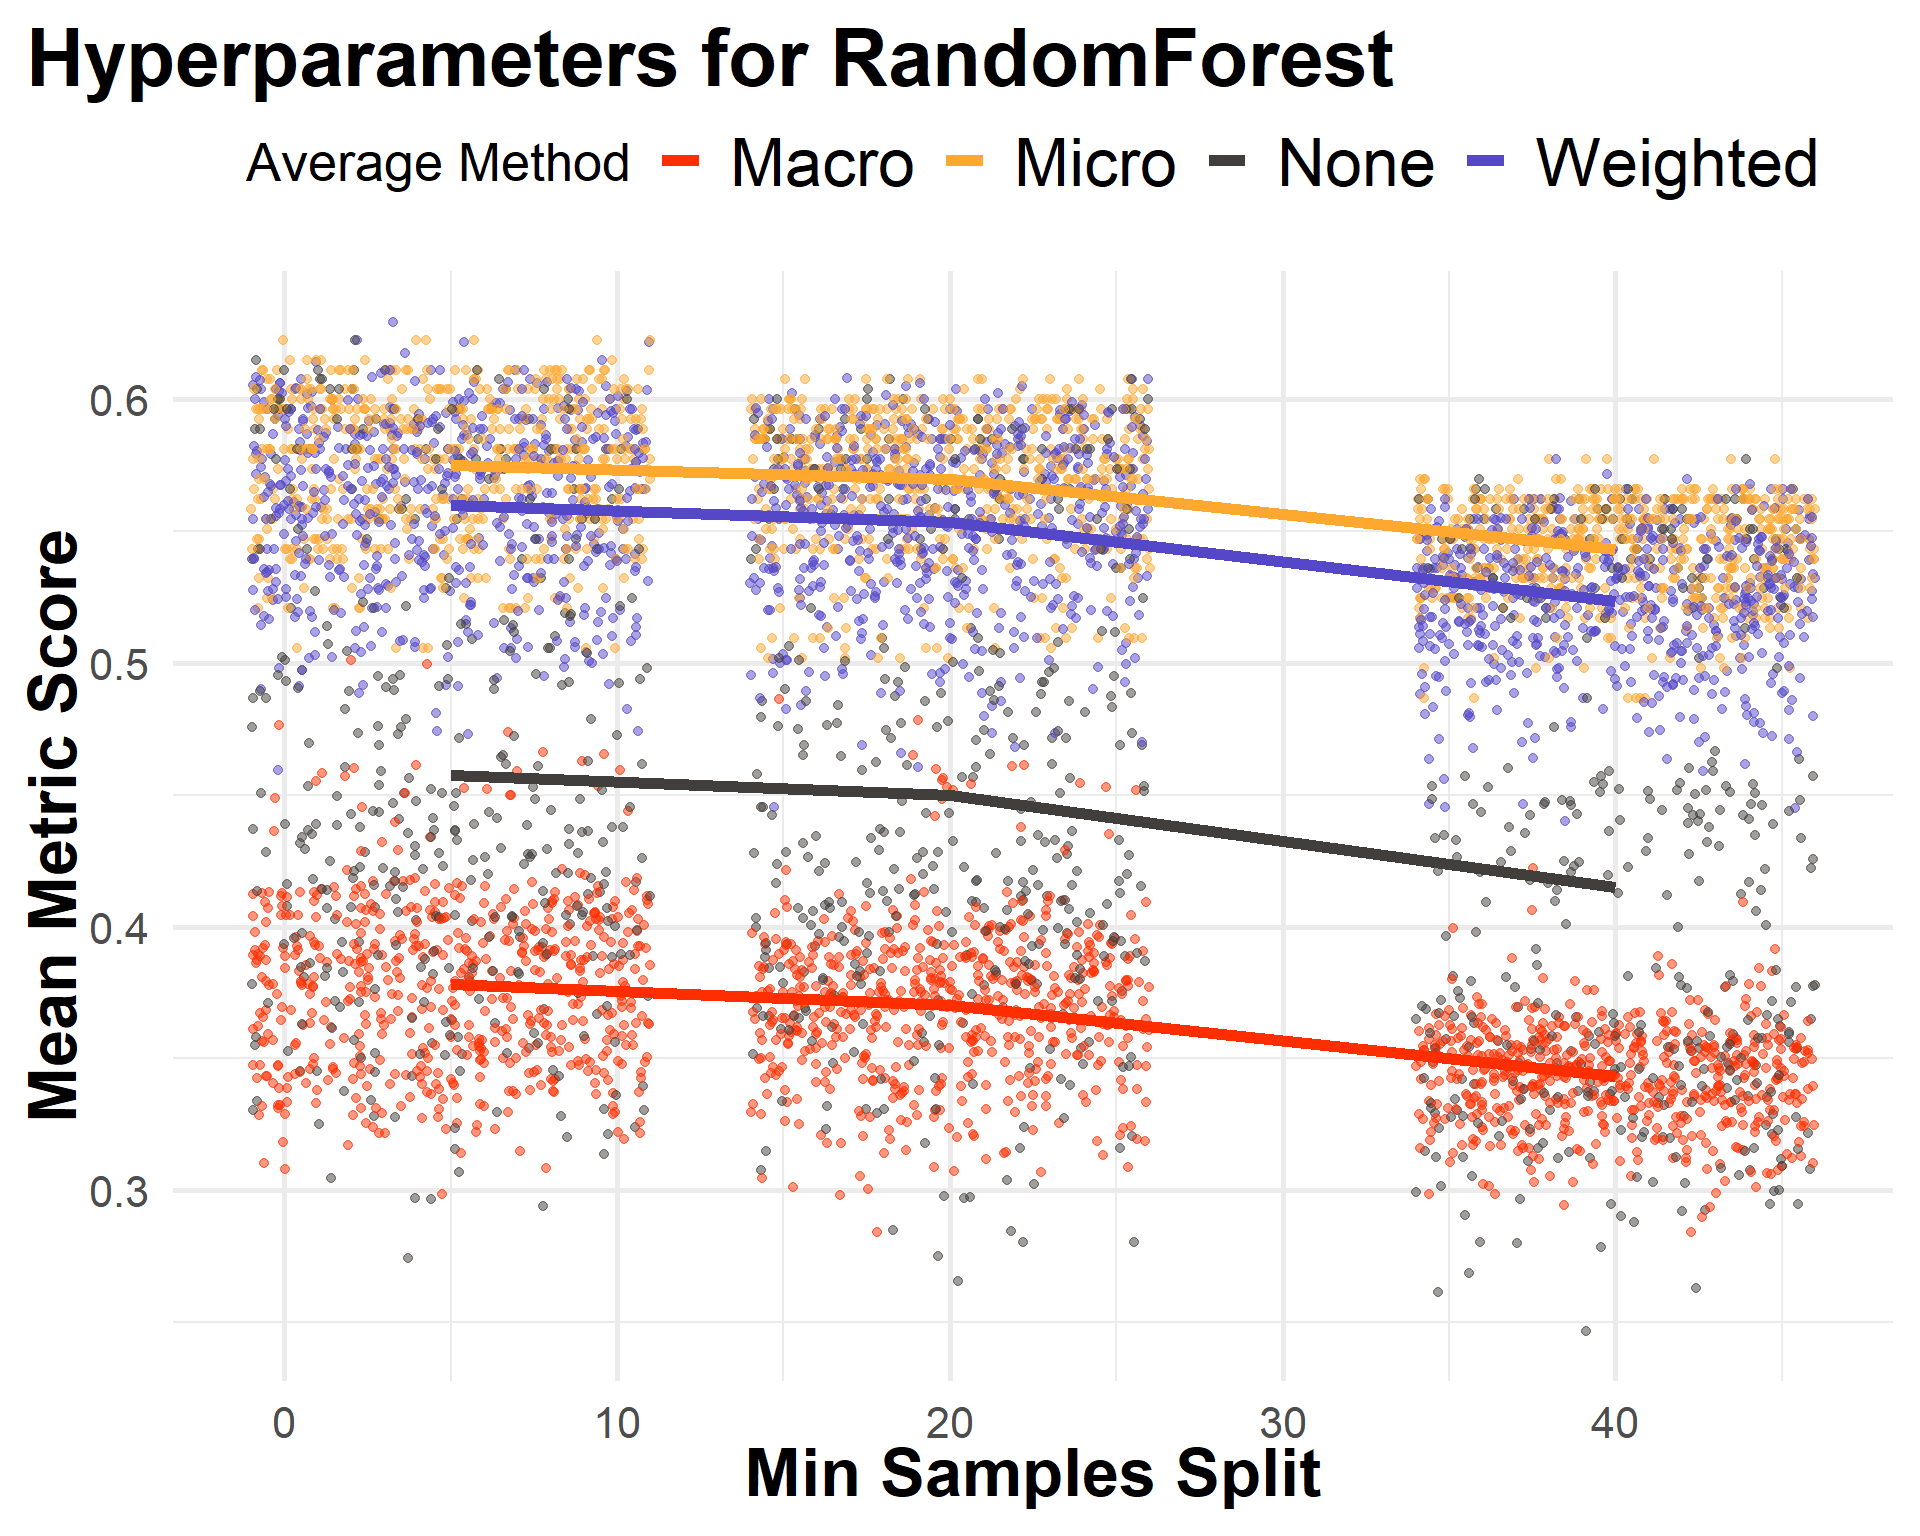 Hyperparameters for RandomForest
Average Method Macro Micro None Weighted
Mean Metric Score
0.6
0.5
0.4
0.3
0 10 20 30 40
Min Samples Split